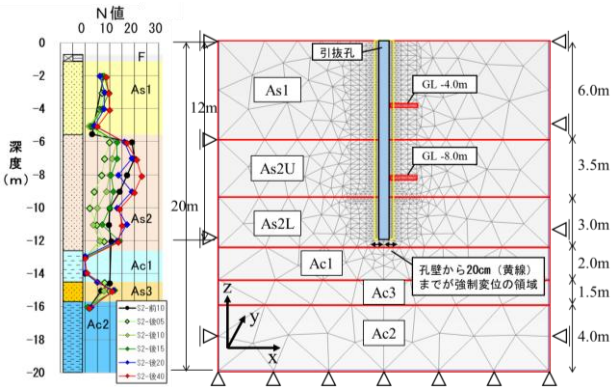 N値
0 5 10 15 20 25 30
0
−2
−4
−6
−8
−10
−12
−14
−16
−18
−20
深度
(m)
F
As1
As2
Ac1
As3
Ac2
S2-前10
S2-後05
S2-後10
S2-後15
S2-後20
S2-後40
12m
20m
引抜孔
As1
GL -4.0m
As2U
GL -8.0m
As2L
Ac1
孔壁から20cm（黄線）
までが強制変位の領域
Ac3
Ac2
z
y
x
6.0m
3.5m
3.0m
2.0m
1.5m
4.0m